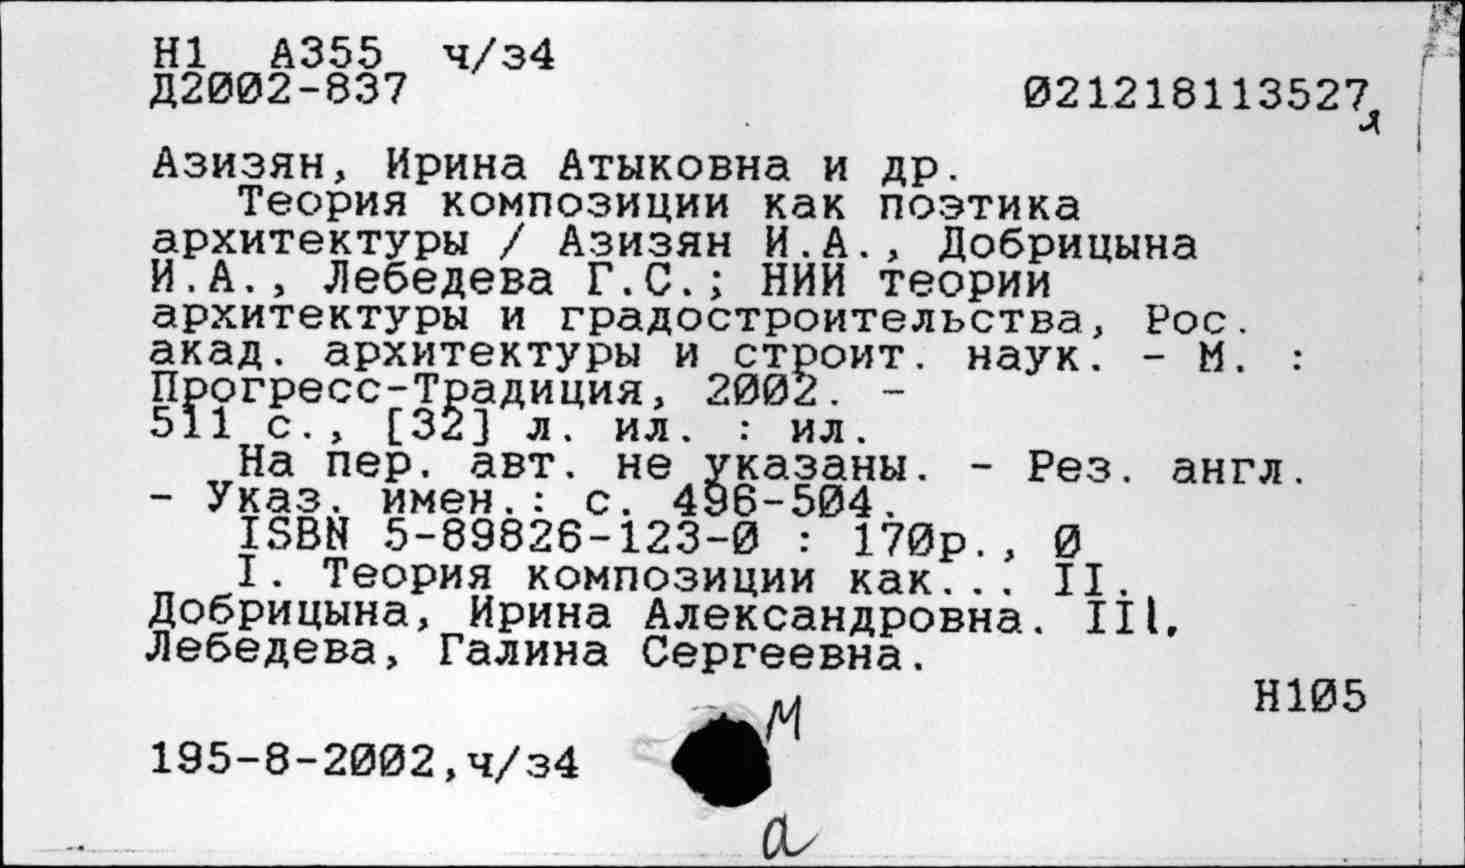 Н1 А355 ч/з4
Д2002-837 021218113527
л
Азизян, Ирина Атыковна и др.
Теория композиции как поэтика
архитектуры / Азизян И.А., Добрицына
И.А., Лебедева Г.С.; НИИ теории
архитектуры и градостроительства, Рос.
акад. архитектуры и строит. наук. - М. :
Прогресс-Традиция, 2002. -
511 с., [32] л. ил. : ил.
На пер. авт. не указаны. - Рез. англ.
- Указ. имен.: с. 496-504.
ISBN 5-89826-123-0 : 170р., 0
I. Теория композиции как... II.
Добрицына, Ирина Александровна. III.
Лебедева, Галина Сергеевна.
Н105
М
195-8-2002,ч/з4
а